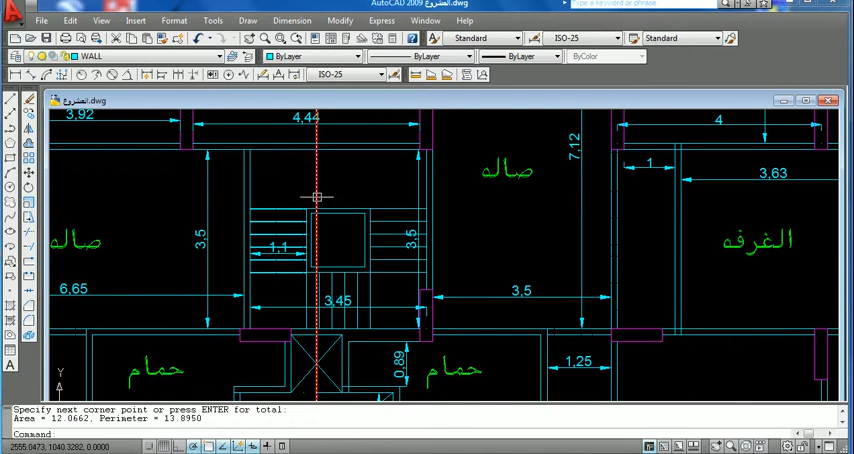 AutoCAD 2009 المشروع.dwg
Type a keyword or phrase
File Edit View Insert Format Tools Draw Dimension Modify Express Window Help
Standard ISO-25 Standard
WALL ByLayer ByLayer ByLayer ByColor
ISO-25
المشروع.dwg
3,92 4,44 4
7,12
صاله 1 3,63
صاله 3,5 1,1 3,5 الغرفه
6,65 3,45 3,5
حمام 0,89 حمام 1,25
Y
Specify next corner point or press ENTER for total:
Area = 12.0662, Perimeter = 13.8950
Command:
2555.0473, 1040.3282, 0.0000